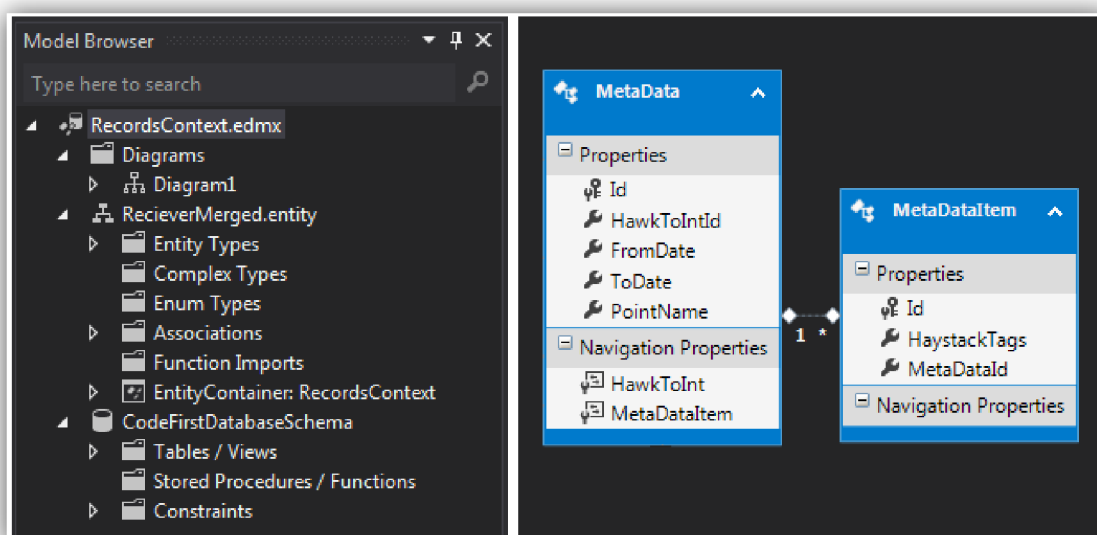 Model Browser
Type here to search
RecordsContext.edmx
Diagrams
Diagram1
RecieverMerged.entity
Entity Types
Complex Types
Enum Types
Associations
Function Imports
EntityContainer: RecordsContext
CodeFirstDatabaseSchema
Tables / Views
Stored Procedures / Functions
Constraints
MetaData
Properties
Id
HawkToIntId
FromDate
ToDate
PointName
Navigation Properties
HawkToInt
MetaDataItem
1 *
MetaDataItem
Properties
Id
HaystackTags
MetaDataId
Navigation Properties